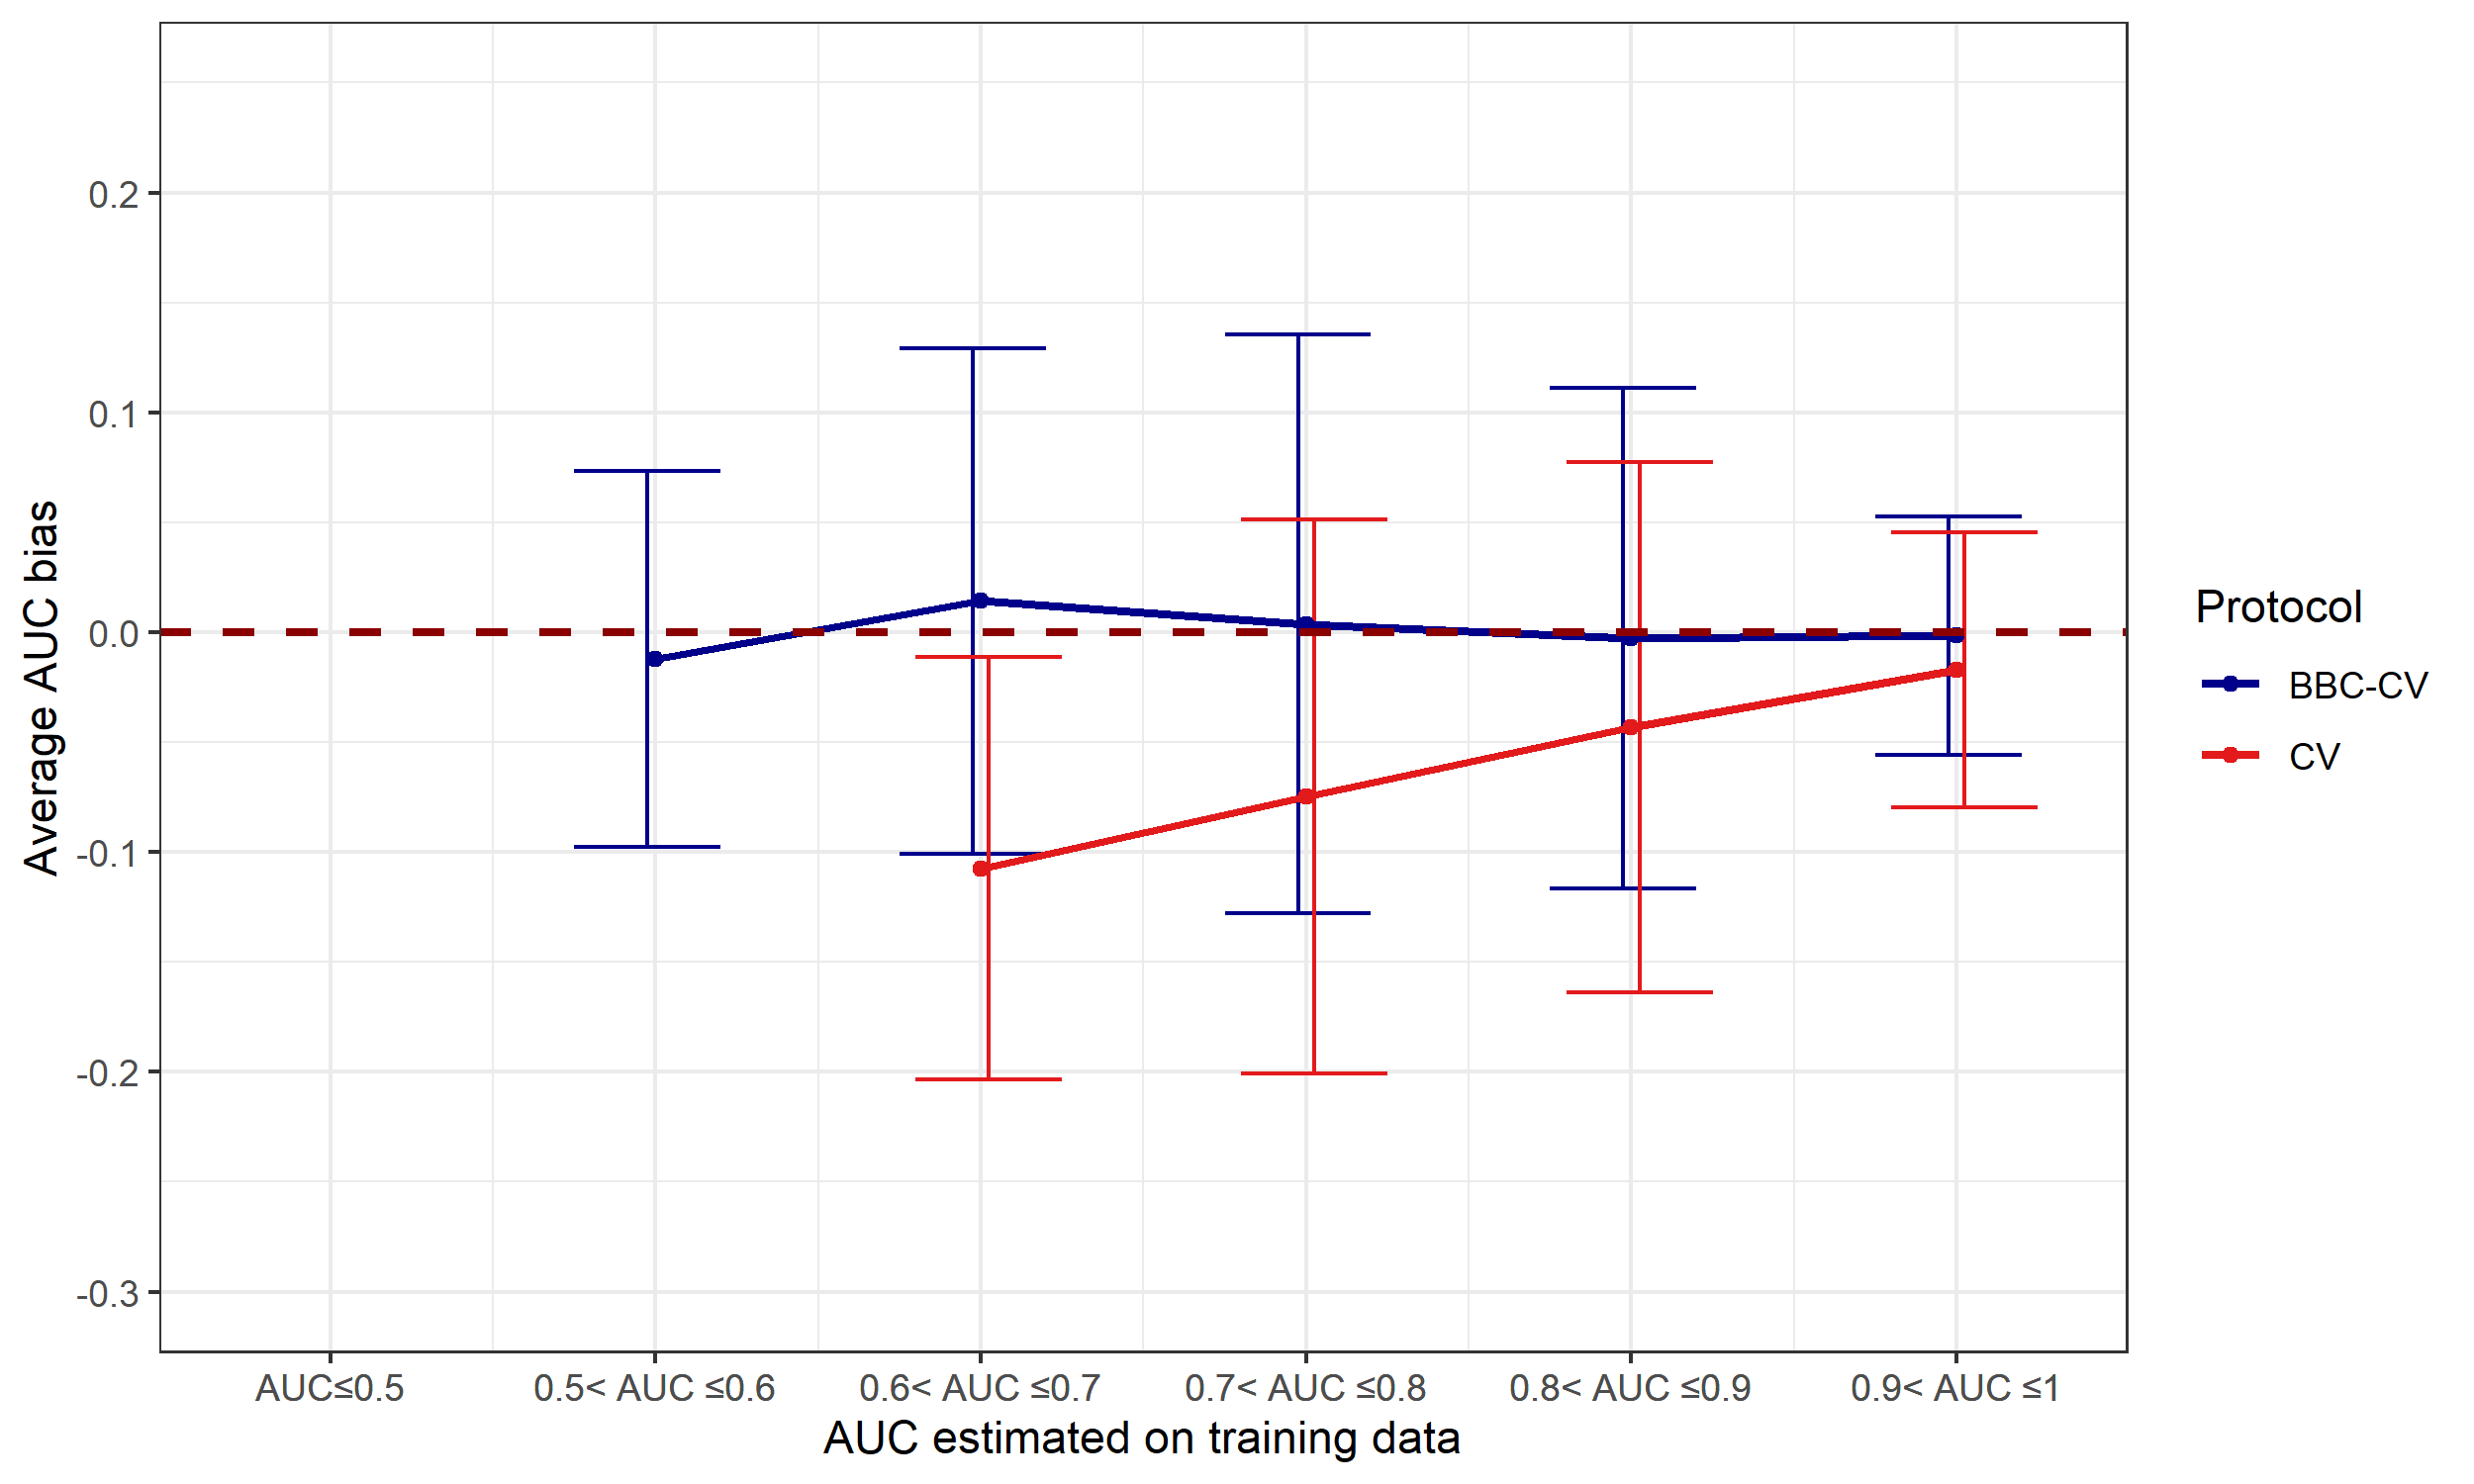 Average AUC bias
0.2
0.1
0.0
-0.1
-0.2
-0.3
AUC≤0.5
0.5< AUC ≤0.6
0.6< AUC ≤0.7
0.7< AUC ≤0.8
0.8< AUC ≤0.9
0.9< AUC ≤1
AUC estimated on training data
Protocol
BBC-CV
CV